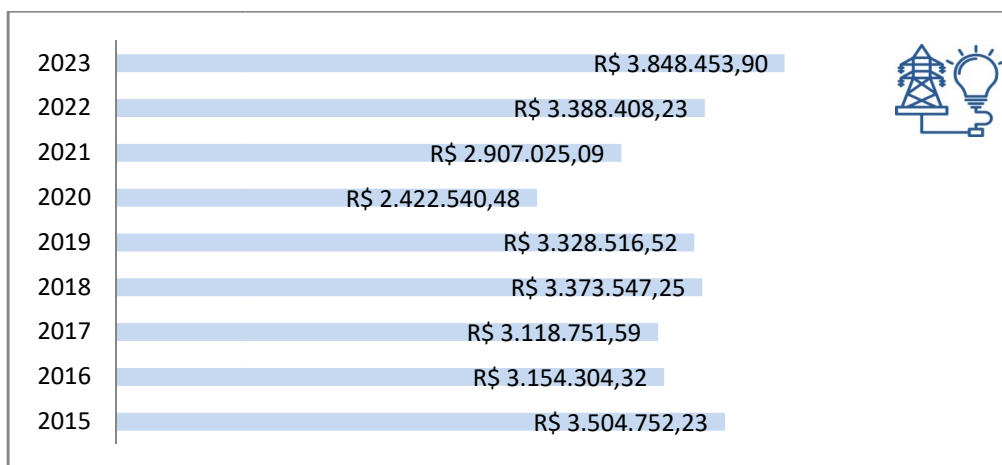 2023 R$ 3.848.453,90
2022 R$ 3.388.408,23
2021 R$ 2.907.025,09
2020 R$ 2.422.540,48
2019 R$ 3.328.516,52
2018 R$ 3.373.547,25
2017 R$ 3.118.751,59
2016 R$ 3.154.304,32
2015 R$ 3.504.752,23